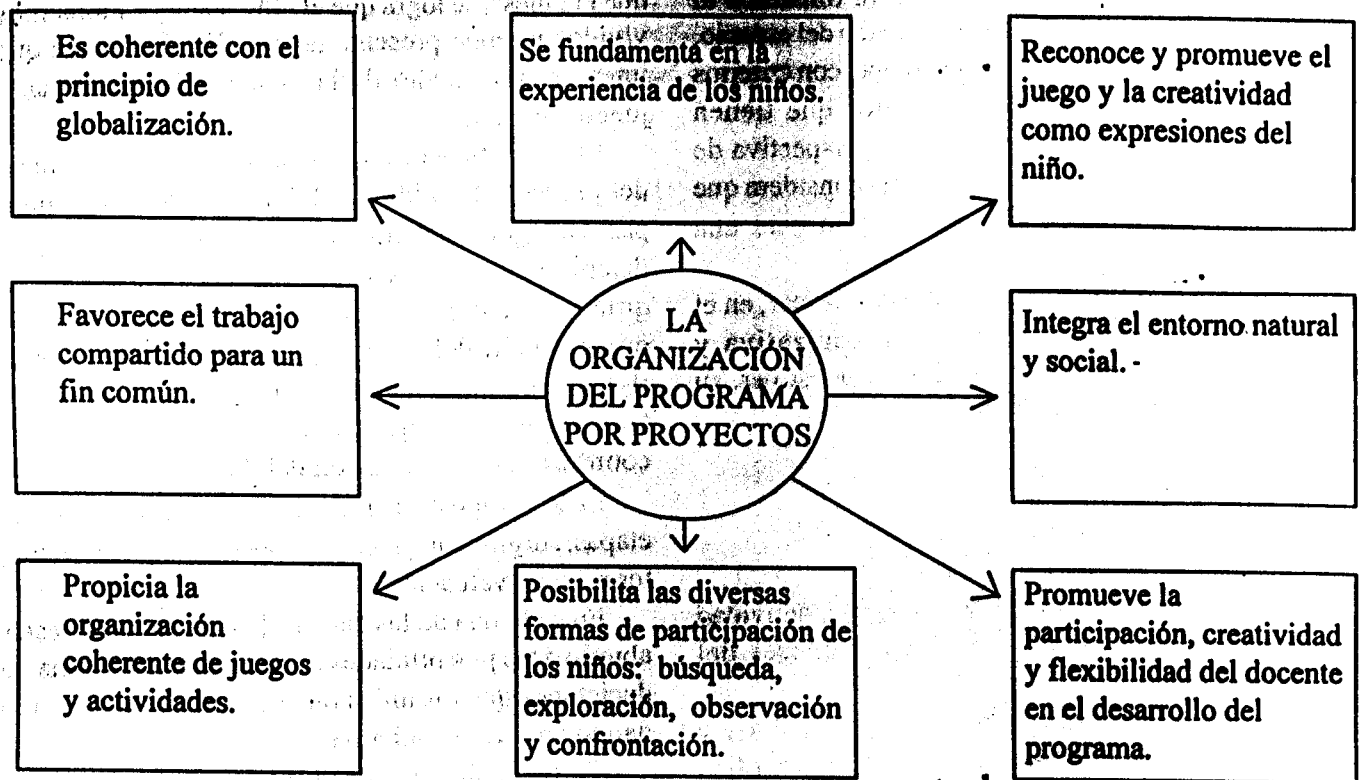 Es coherente con el
principio de
globalización.
Se fundamenta en la
experiencia de los niños.
Reconoce y promueve el
juego y la creatividad
como expresiones del
niño.
Favorece el trabajo
compartido para un
fin común.
LA
ORGANIZACIÓN
DEL PROGRAMA
POR PROYECTOS
Integra el entorno natural
y social. -
Propicia la
organización
coherente de juegos
y actividades.
Posibilita las diversas
formas de participación de
los niños: búsqueda,
exploración, observación
y confrontación.
Promueve la
participación, creatividad
y flexibilidad del docente
en el desarrollo del
programa.